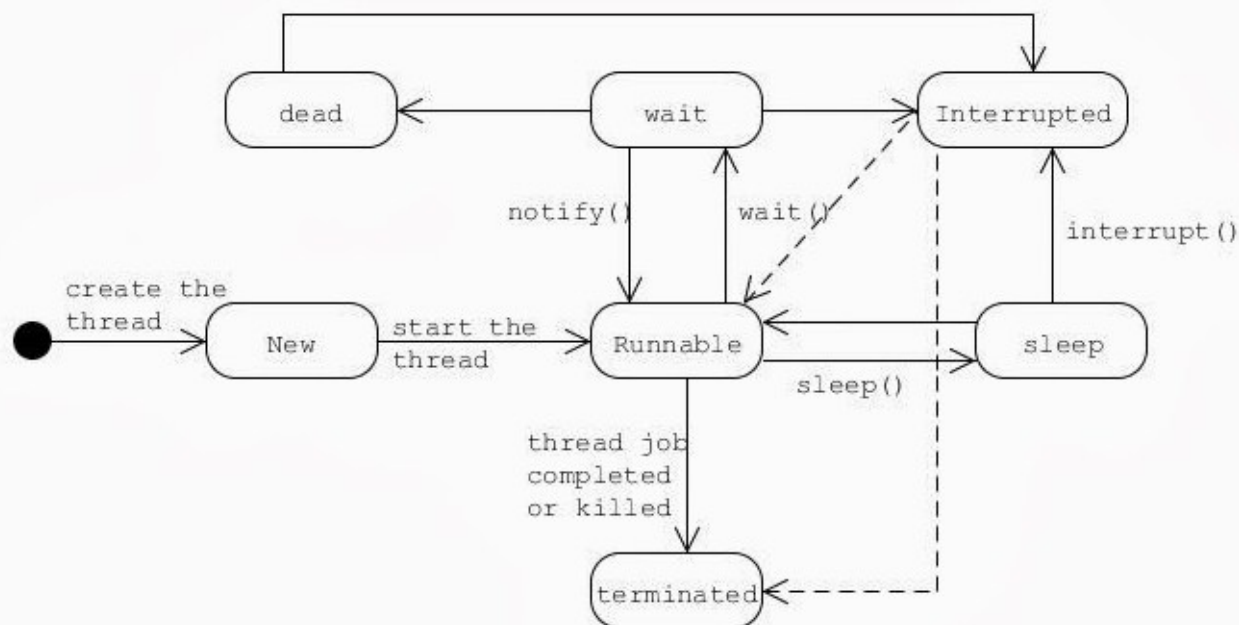 dead
wait
Interrupted
notify()
wait()
interrupt()
create the
thread
New
start the
thread
Runnable
sleep
sleep()
thread job
completed
or killed
terminated